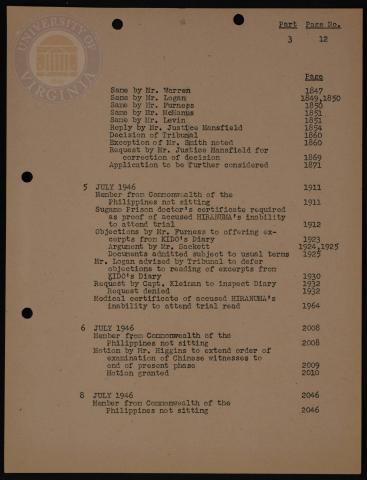 UNIVERSITY OF VIRGINIA
Part Page No.
3 12
Page
Same by Mr. Warren 1847
Same by Mr. Logan 1849,1850
Same by Mr. Furness 1850
Same by Mr. McManus 1851
Same by Mr. Levin 1851
Reply by Mr. Justice Mansfield 1854
Decision of Tribunal 1860
Exception of Mr. Smith noted 1860
Request by Mr. Justice Mansfield for
correction of decision 1869
Application to be further considered 1871
5 JULY 1946 1911
Member from Commonwealth of the
Philippines not sitting 1911
Sugamo Prison doctor's certificate required
as proof of accused HIRANUMA's inability
to attend trial 1912
Objections by Mr. Furness to offering ex-
cerpts from KIDO's Diary 1923
Argument by Mr. Sackett 1924,1925
Documents admitted subject to usual terms 1925
Mr. Logan advised by Tribunal to defer
objections to reading of excerpts from
KIDO's Diary 1930
Request by Capt. Kleiman to inspect Diary 1932
Request denied 1932
Medical certificate of accused HIRANUMA's
inability to attend trial read 1964
6 JULY 1946 2008
Member from Commonwealth of the
Philippines not sitting 2008
Motion by Mr. Higgins to extend order of
examination of Chinese witnesses to
end of present phase 2009
Motion granted 2010
8 JULY 1946 2046
Member from Commonwealth of the
Philippines not sitting 2046